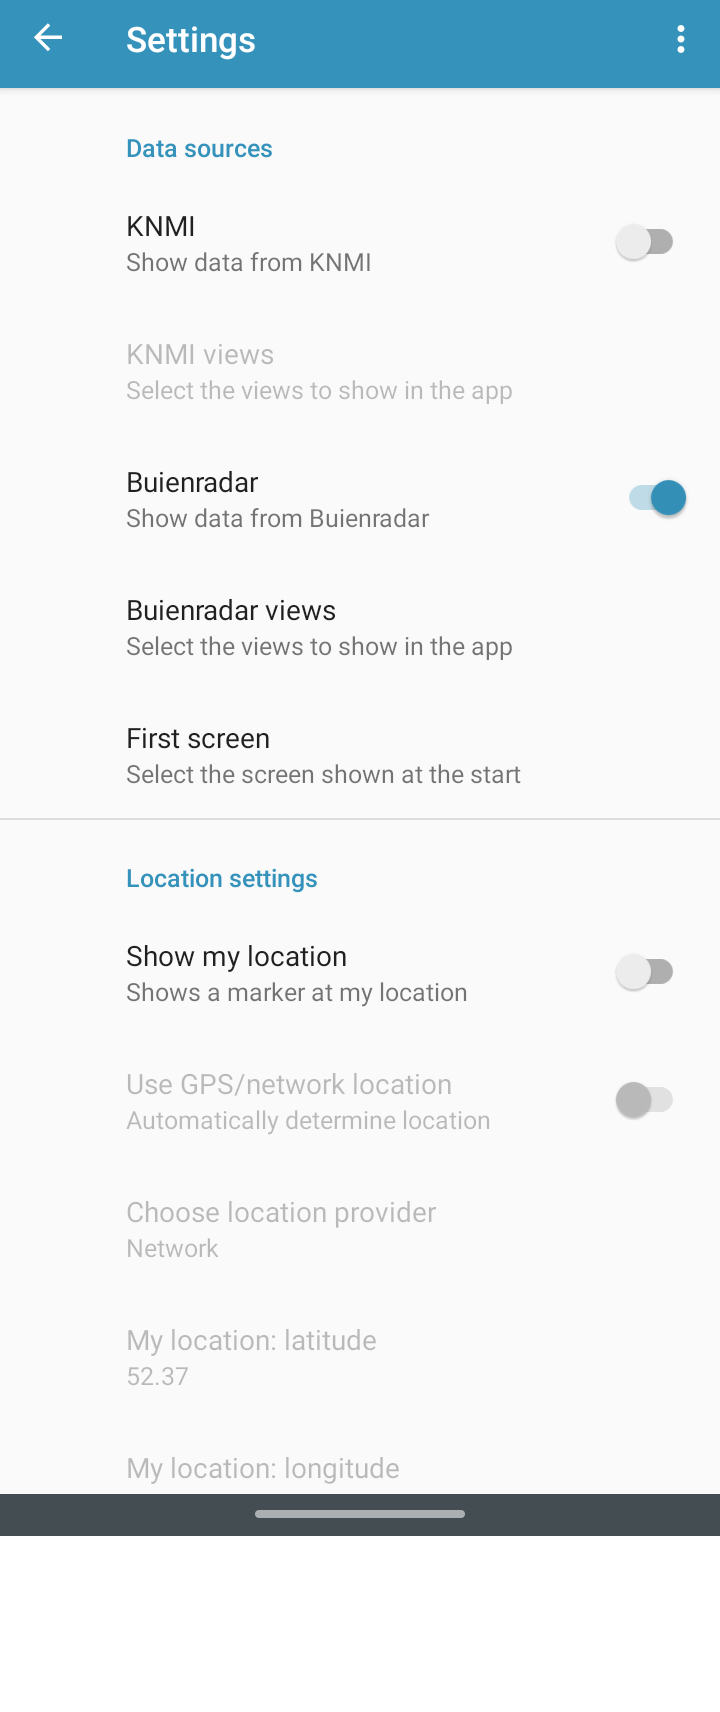 Settings
Data sources
KNMI
Show data from KNMI
KNMI views
Select the views to show in the app
Buienradar
Show data from Buienradar
Buienradar views
Select the views to show in the app
First screen
Select the screen shown at the start
Location settings
Show my location
Shows a marker at my location
Use GPS/network location
Automatically determine location
Choose location provider
Network
My location: latitude
52.37
My location: longitude